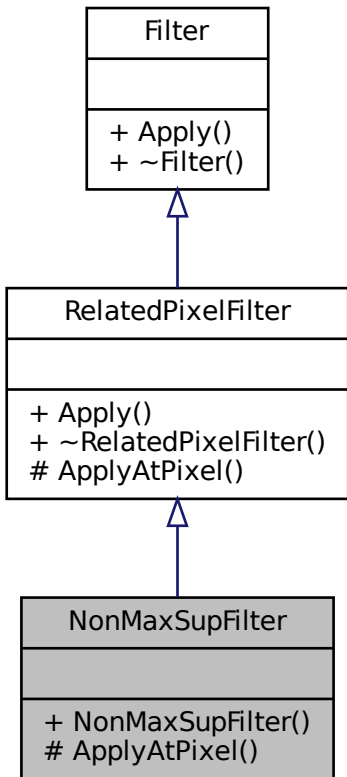 Filter
+ Apply()
+ ~Filter()
RelatedPixelFilter
+ Apply()
+ ~RelatedPixelFilter()
# ApplyAtPixel()
NonMaxSupFilter
+ NonMaxSupFilter()
# ApplyAtPixel()